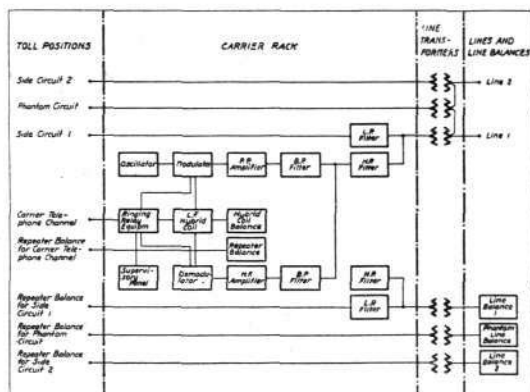 TOLL POSITIONS
CARRIER RACK
LINE
TRANS-
FORMERS
LINES AND
LINE BALANCES
Side Circuit 2
Line 2
Phantom Circuit
Side Circuit 1
L.P.
Filter
Line 1
Oscillator
Modulator
Amplifier
B.P.
Filter
H.P.
Filter
Carrier Tele-
phone Channel
Ringing
Relay
Equipm.
L.F.
Hybrid
Coil
Hybrid
Coil Balance
Repeater Balance
for Carrier Tele-
phone Channel
Repeater
Balance
Supervi-
sory
Panel
Demodu-
lator
H.F.
Amplifier
B.P.
Filter
H.P.
Filter
Repeater Balance
for Side
Circuit 1
L.P.
Filter
Line
Balance
1
Repeater Balance
for Phantom
Circuit
Phantom
Line
Balance
Repeater Balance
for Side
Circuit 2
Line
Balance
2